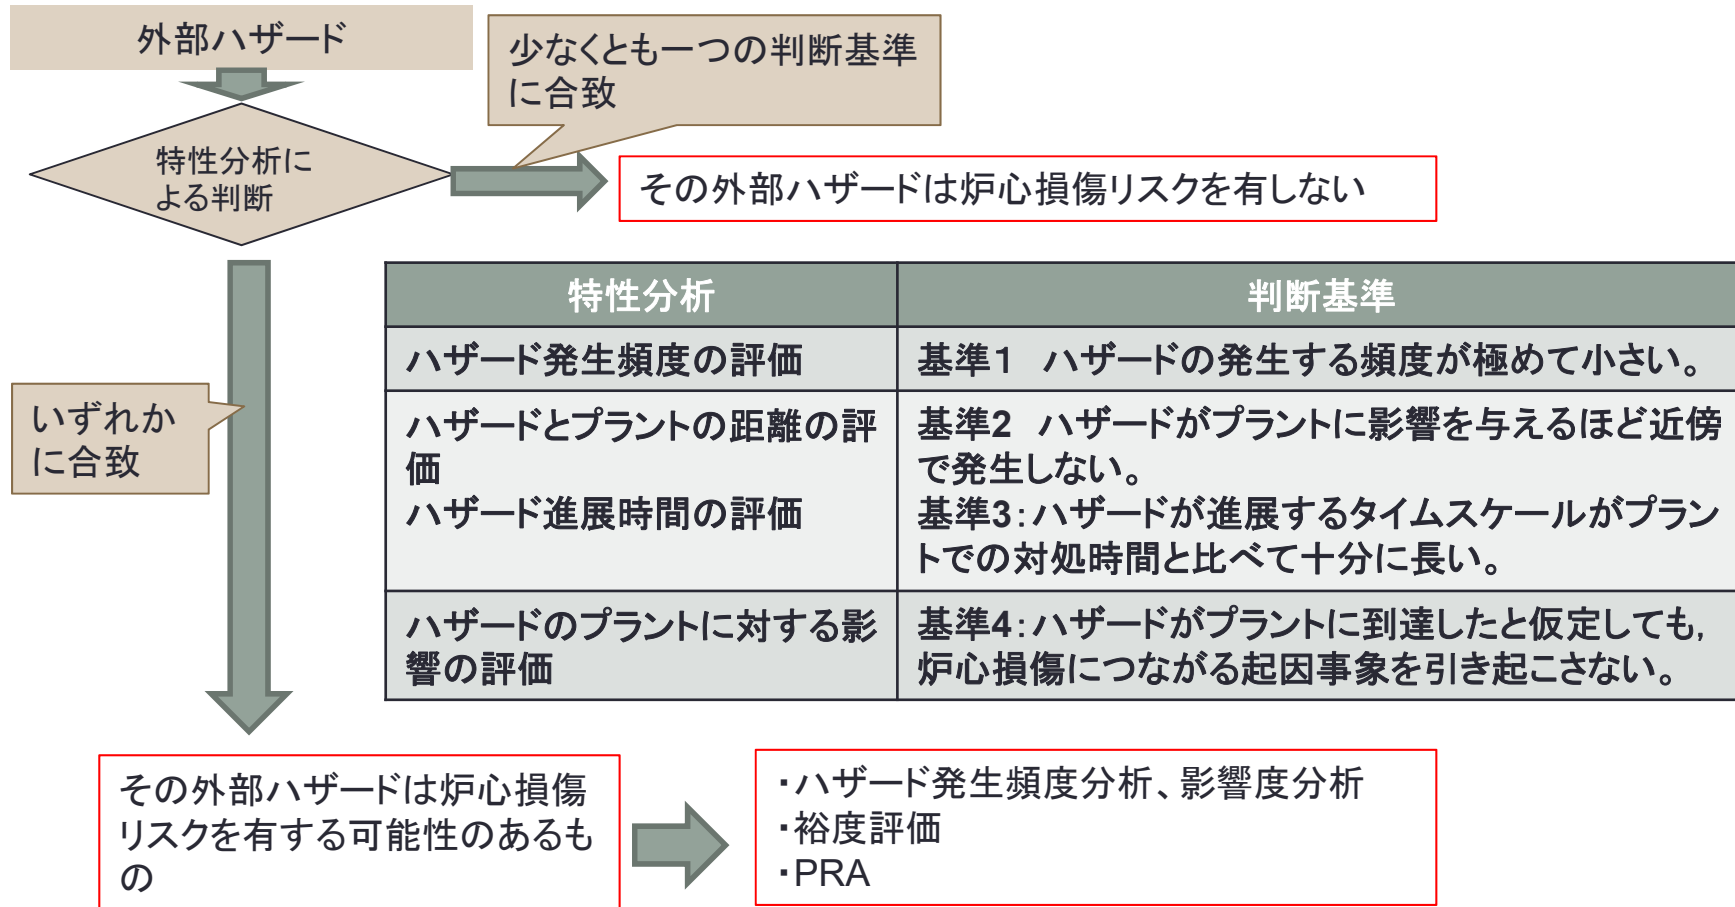 外部ハザード
少なくとも一つの判断基準
に合致
特性分析に
よる判断
その外部ハザードは炉心損傷リスクを有しない
特性分析
判断基準
ハザード発生頻度の評価
基準1　ハザードの発生する頻度が極めて小さい。
ハザードとプラントの距離の評
価
ハザード進展時間の評価
基準2　ハザードがプラントに影響を与えるほど近傍
で発生しない。
基準3：ハザードが進展するタイムスケールがプラン
トでの対処時間と比べて十分に長い。
ハザードのプラントに対する影
響の評価
基準4：ハザードがプラントに到達したと仮定しても,
炉心損傷につながる起因事象を引き起こさない。
いずれか
に合致
その外部ハザードは炉心損傷
リスクを有する可能性のあるも
の
・ハザード発生頻度分析、影響度分析
・裕度評価
・PRA